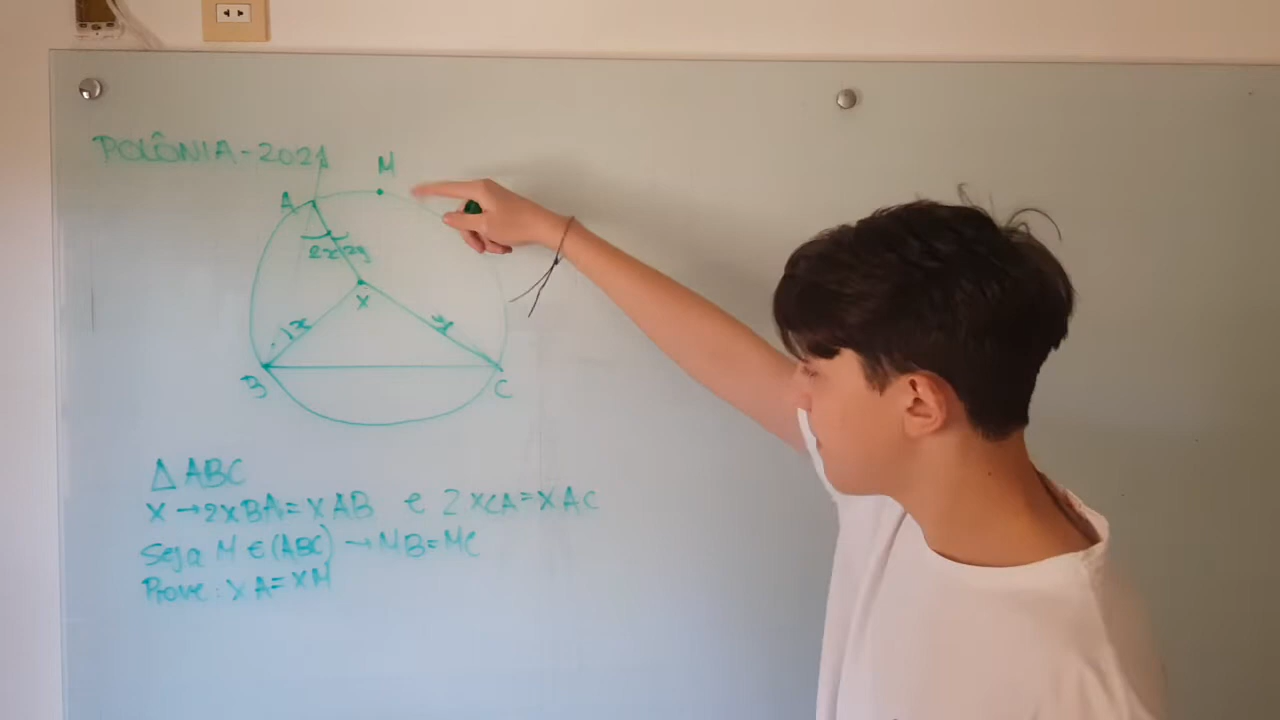 POLÔNIA-2021
M
A
2x 2y
X
x
y
B
C
Δ ABC
X → 2XBA = XAB e 2XCA = XAC
Seja M ∈ (ABC) → MB = MC
Prove: XA = XM